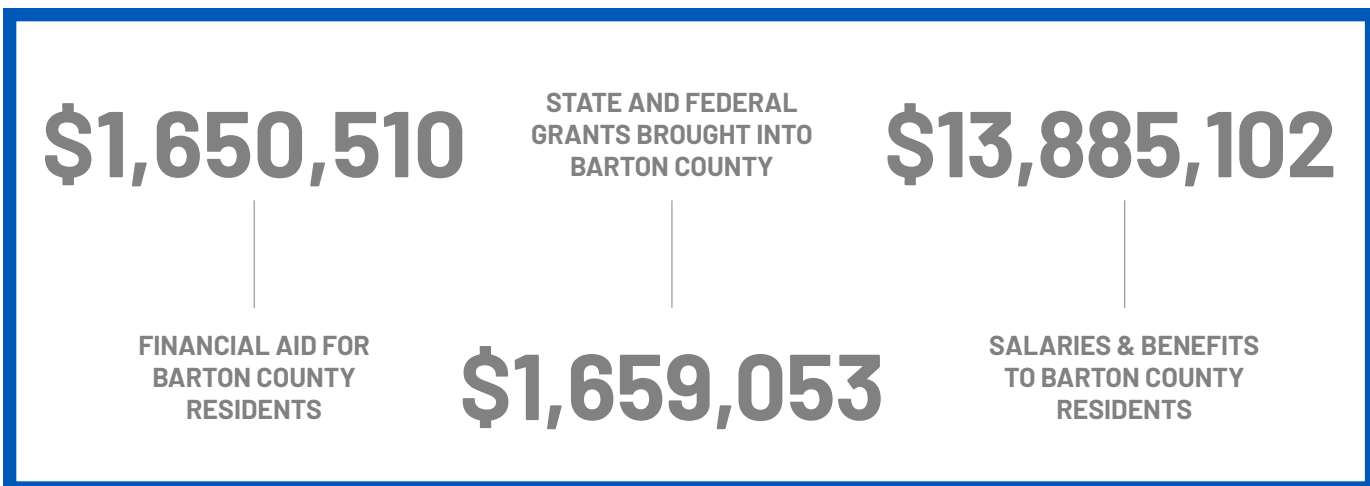 $1,650,510
FINANCIAL AID FOR
BARTON COUNTY
RESIDENTS
STATE AND FEDERAL
GRANTS BROUGHT INTO
BARTON COUNTY
$1,659,053
$13,885,102
SALARIES & BENEFITS
TO BARTON COUNTY
RESIDENTS